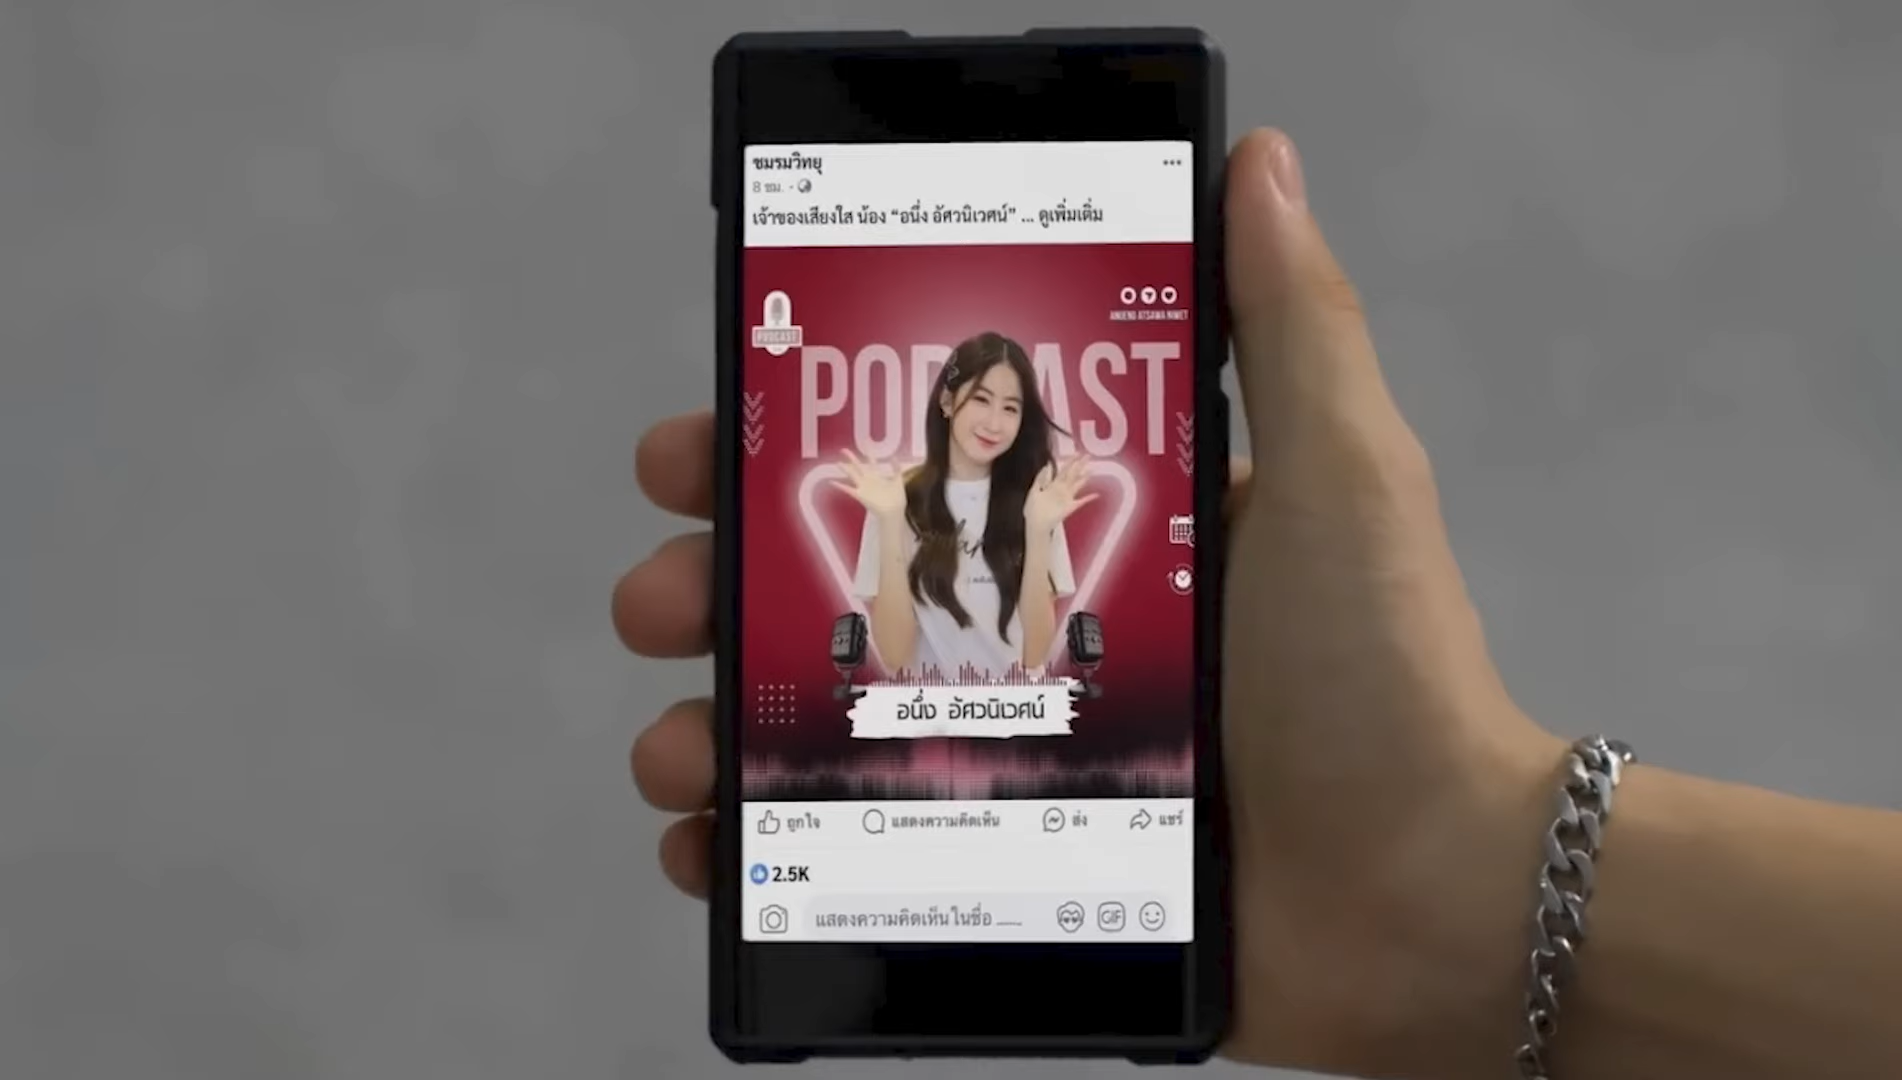 ชมรมวิทยุ
8 ชม.
เจ้าของเสียงใส น้อง “อนึ่ง อัศวนิเวศน์” ... ดูเพิ่มเติ่ม
PODCAST
ANUENG ATSAWA NIWET
PODCAST
อนึ่ง อัศวนิเวศน์
ถูกใจ
แสดงความคิดเห็น
ส่ง
แชร์
2.5K
แสดงความคิดเห็นในชื่อ ......
GIF